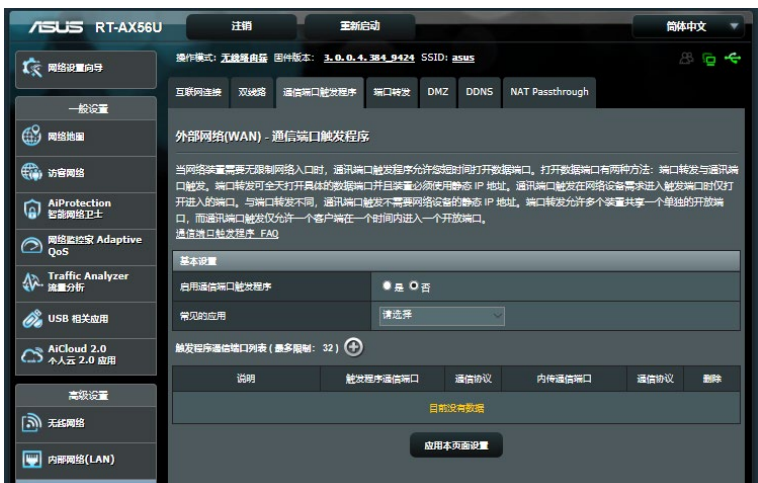 ASUS RT-AX56U
注销
重新启动
简体中文
操作模式: 无线路由器 固件版本: 3.0.0.4.384_9424 SSID: asus
网络设置向导
一般设置
网络地图
访客网络
AiProtection
智能网络卫士
网络监控家 Adaptive
QoS
Traffic Analyzer
流量分析
USB 相关应用
AiCloud 2.0
个人云 2.0 应用
高级设置
无线网络
内部网络(LAN)
互联网连接
双线路
通信端口触发程序
端口转发
DMZ
DDNS
NAT Passthrough
外部网络(WAN) - 通信端口触发程序
当网络装置需要无限制网络入口时，通讯端口触发程序允许您短时间打开数据端口。打开数据端口有两种方法：端口转发与通讯端
口触发。端口转发可全天打开具体的数据端口并且装置必须使用静态 IP 地址。通讯端口触发在网络设备需求进入触发端口时仅打
开进入的端口。与端口转发不同，通讯端口触发不需要网络设备的静态 IP 地址。端口转发允许多个装置共享一个单独的开放端
口，而通讯端口触发仅允许一个客户端在一个时间内进入一个开放端口。
通信端口触发程序 FAQ
基本设置
启用通信端口触发程序
是 否
常见的应用
请选择
触发程序通信端口列表 ( 最多限制: 32 )
说明
触发程序通信端口
通信协议
内传通信端口
通信协议
删除
目前没有数据
应用本页面设置